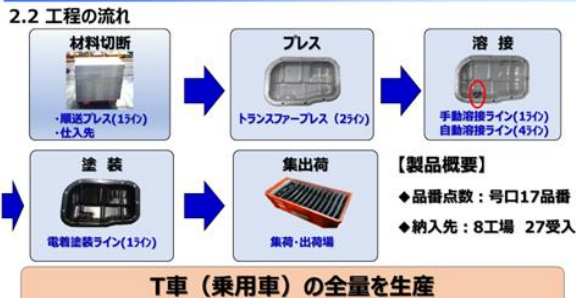 2.2 工程の流れ
材料切断
・順送プレス(1ライン)
・仕入先
プレス
トランスファープレス（2ライン）
溶 接
手動溶接ライン(1ライン)
自動溶接ライン(4ライン)
塗 装
電着塗装ライン(1ライン)
集出荷
集荷・出荷場
【製品概要】
◆品番点数：号口17品番
◆納入先：8工場 27受入
T車（乗用車）の全量を生産